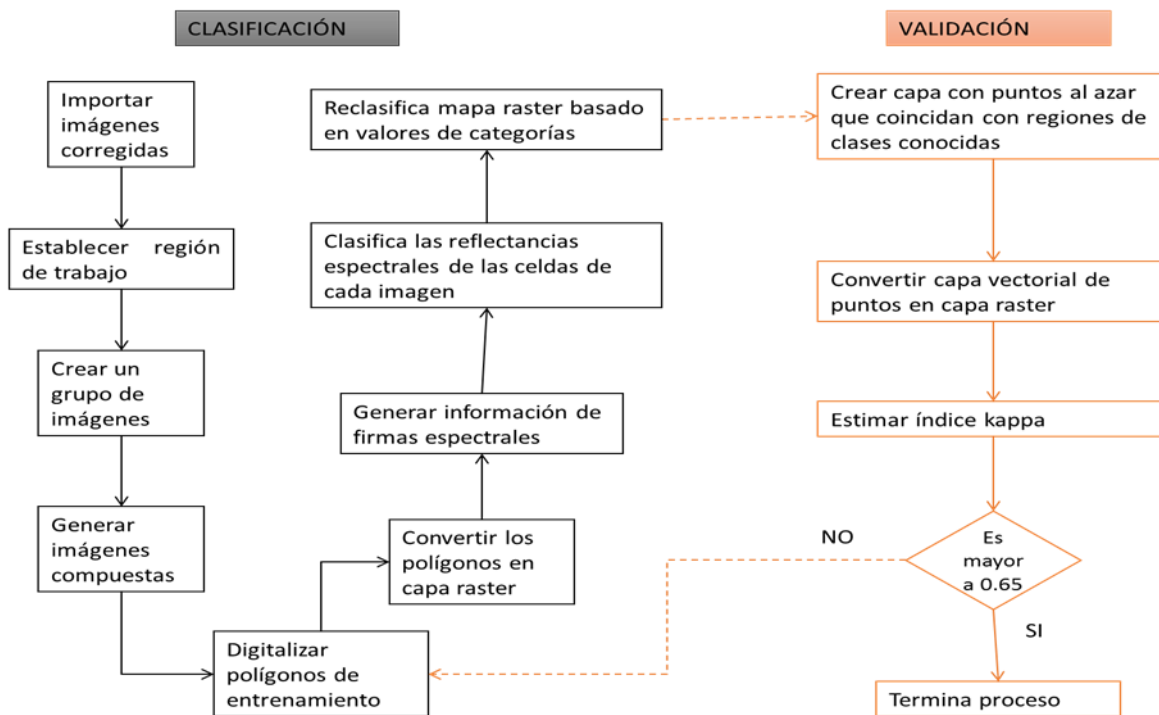 CLASIFICACIÓN
Importar
imágenes
corregidas
Establecer región
de trabajo
Crear un
grupo de
imágenes
Generar
imágenes
compuestas
Digitalizar
polígonos de
entrenamiento
Convertir los
polígonos en
capa raster
Generar información de
firmas espectrales
Clasifica las reflectancias
espectrales de las celdas de
cada imagen
Reclasifica mapa raster basado
en valores de categorías
VALIDACIÓN
Crear capa con puntos al azar
que coincidan con regiones de
clases conocidas
Convertir capa vectorial de
puntos en capa raster
Estimar índice kappa
Es
mayor
a 0.65
NO
SI
Termina proceso